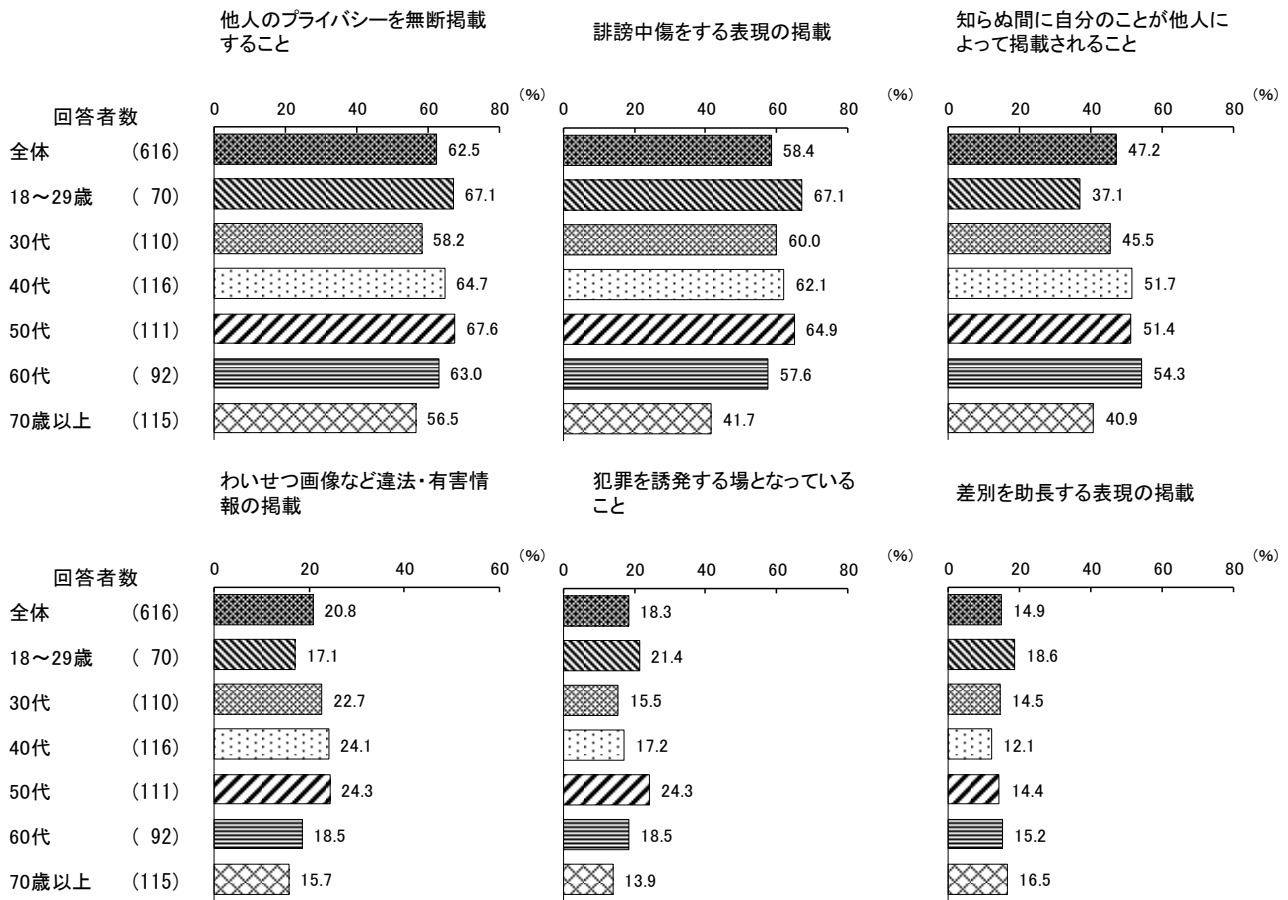 他人のプライバシーを無断掲載
すること
誹謗中傷をする表現の掲載
知らぬ間に自分のことが他人に
よって掲載されること
(%) (%) (%)
0 20 40 60 80 0 20 40 60 80 0 20 40 60 80
回答者数
全体 (616) 62.5 58.4 47.2
18～29歳 ( 70) 67.1 67.1 37.1
30代 (110) 58.2 60.0 45.5
40代 (116) 64.7 62.1 51.7
50代 (111) 67.6 64.9 51.4
60代 ( 92) 63.0 57.6 54.3
70歳以上 (115) 56.5 41.7 40.9
わいせつ画像など違法・有害情
報の掲載
犯罪を誘発する場となっている
こと
差別を助長する表現の掲載
(%) (%) (%)
0 20 40 60 0 20 40 60 80 0 20 40 60 80
回答者数
全体 (616) 20.8 18.3 14.9
18～29歳 ( 70) 17.1 21.4 18.6
30代 (110) 22.7 15.5 14.5
40代 (116) 24.1 17.2 12.1
50代 (111) 24.3 24.3 14.4
60代 ( 92) 18.5 18.5 15.2
70歳以上 (115) 15.7 13.9 16.5